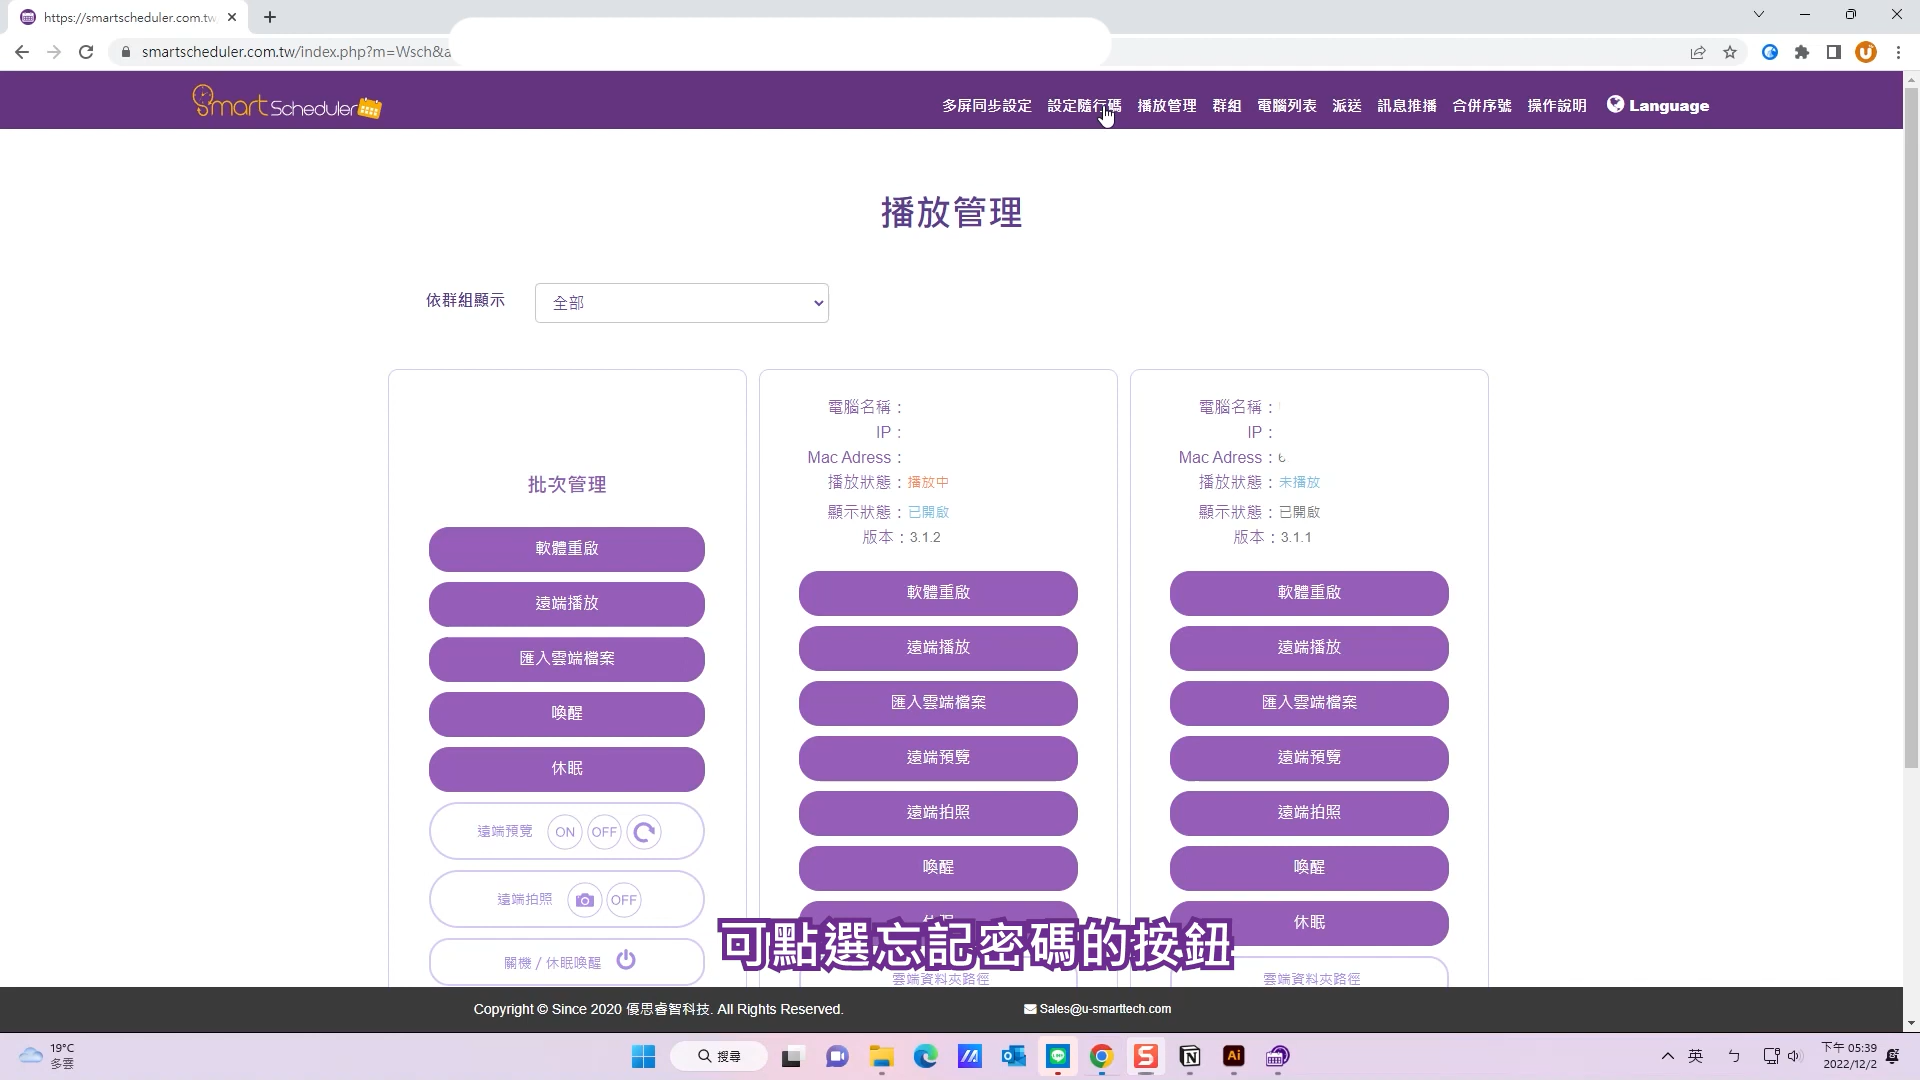 https://smartscheduler.com.tw
smartscheduler.com.tw/index.php?m=Wsch&a
Smart Scheduler
多屏同步設定 設定隨行碼 播放管理 群組 電腦列表 派送 訊息推播 合併序號 操作說明 Language
播放管理
依群組顯示 全部
批次管理
軟體重啟
遠端播放
匯入雲端檔案
喚醒
休眠
遠端預覽 ON OFF
遠端拍照 OFF
關機 / 休眠喚醒
電腦名稱：
IP：
Mac Adress：
播放狀態：播放中
顯示狀態：已開啟
版本：3.1.2
軟體重啟
遠端播放
匯入雲端檔案
遠端預覽
遠端拍照
喚醒
休眠
雲端資料夾路徑
電腦名稱：
IP：
Mac Adress：
播放狀態：未播放
顯示狀態：已開啟
版本：3.1.1
軟體重啟
遠端播放
匯入雲端檔案
遠端預覽
遠端拍照
喚醒
休眠
雲端資料夾路徑
可點選忘記密碼的按鈕
Copyright © Since 2020 優思睿智科技. All Rights Reserved. Sales@u-smarttech.com
19°C
多雲
搜尋
英 ㄅ
下午 05:39
2022/12/2